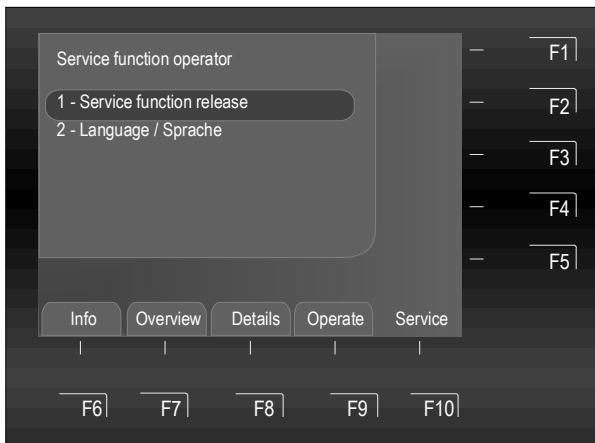 Service function operator
1 - Service function release
2 - Language / Sprache
F1
F2
F3
F4
F5
Info Overview Details Operate Service
F6 F7 F8 F9 F10